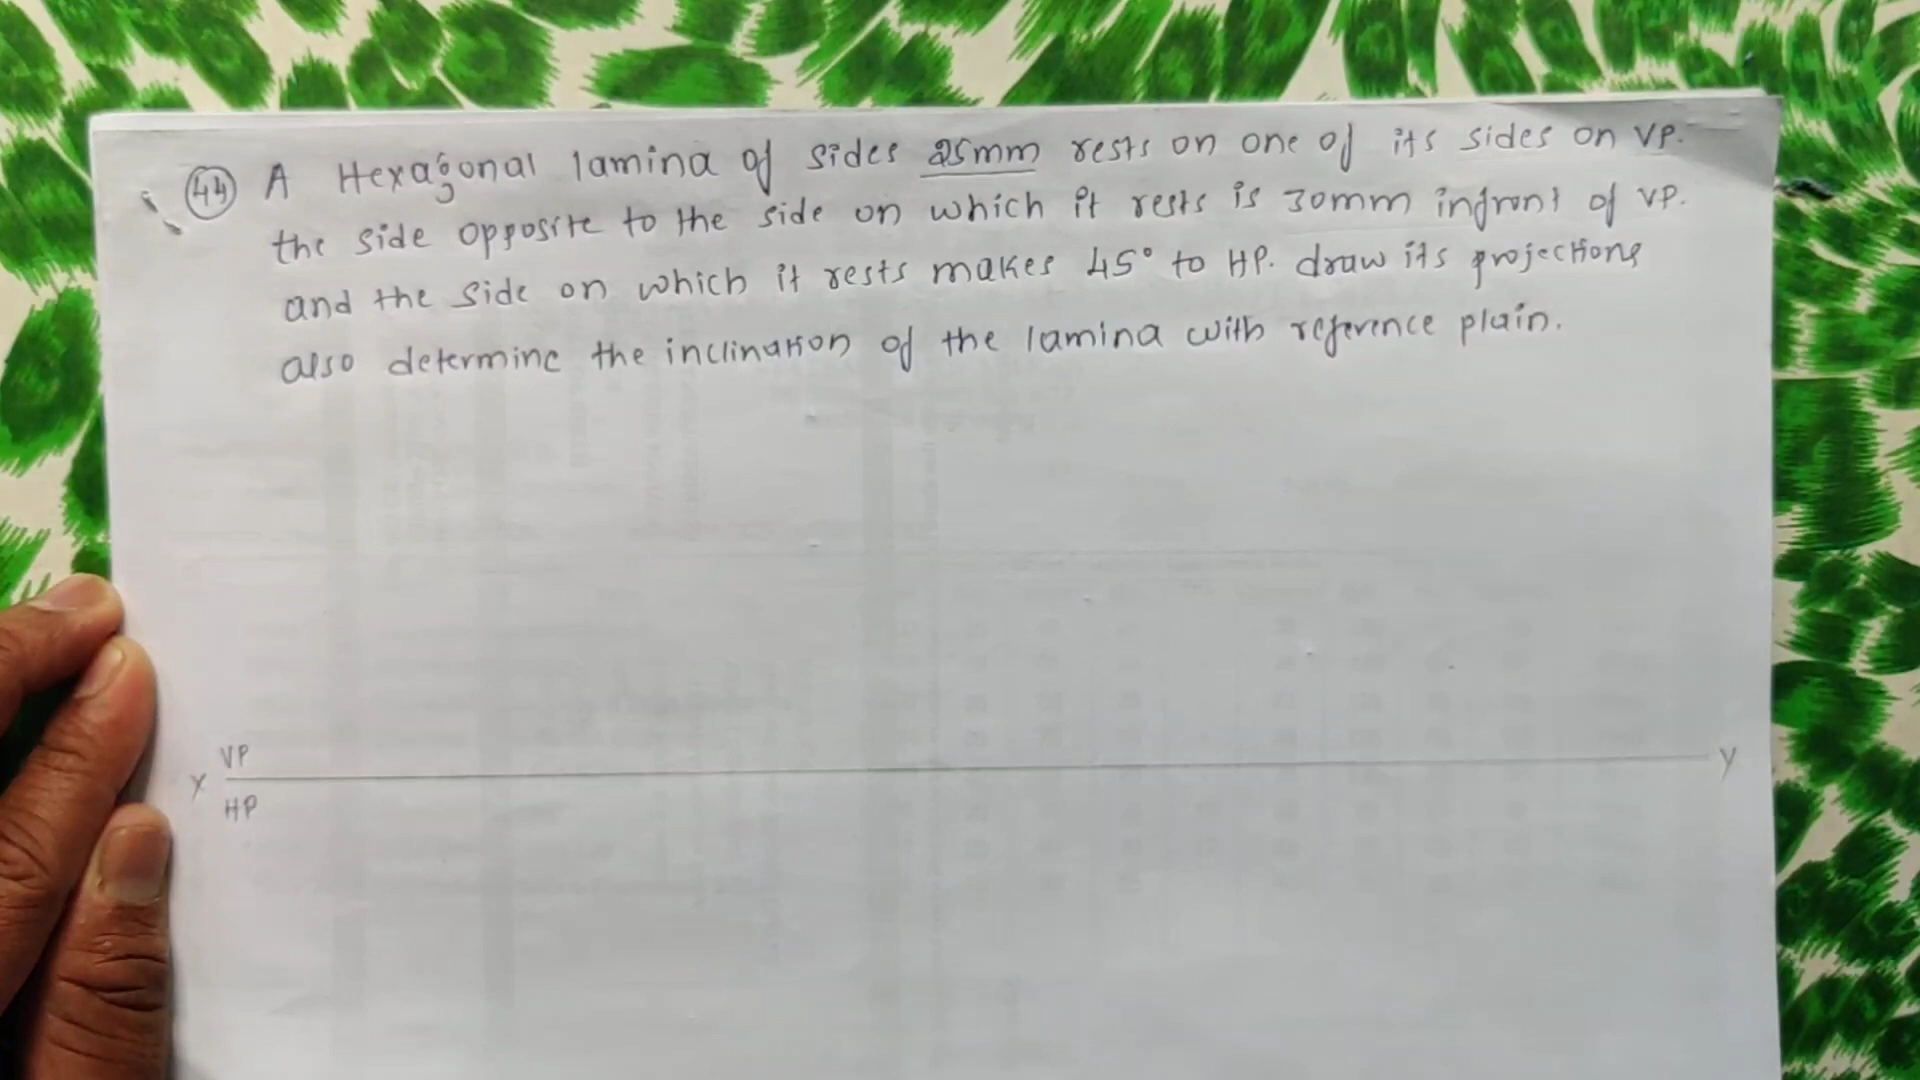 44 A Hexagonal lamina of sides 25mm rests on one of its sides on VP.
the side opposite to the side on which it rests is 30mm infront of VP.
and the side on which it rests makes 45° to HP. draw its projections
also determine the inclination of the lamina with reference plain.
VP
X Y
HP